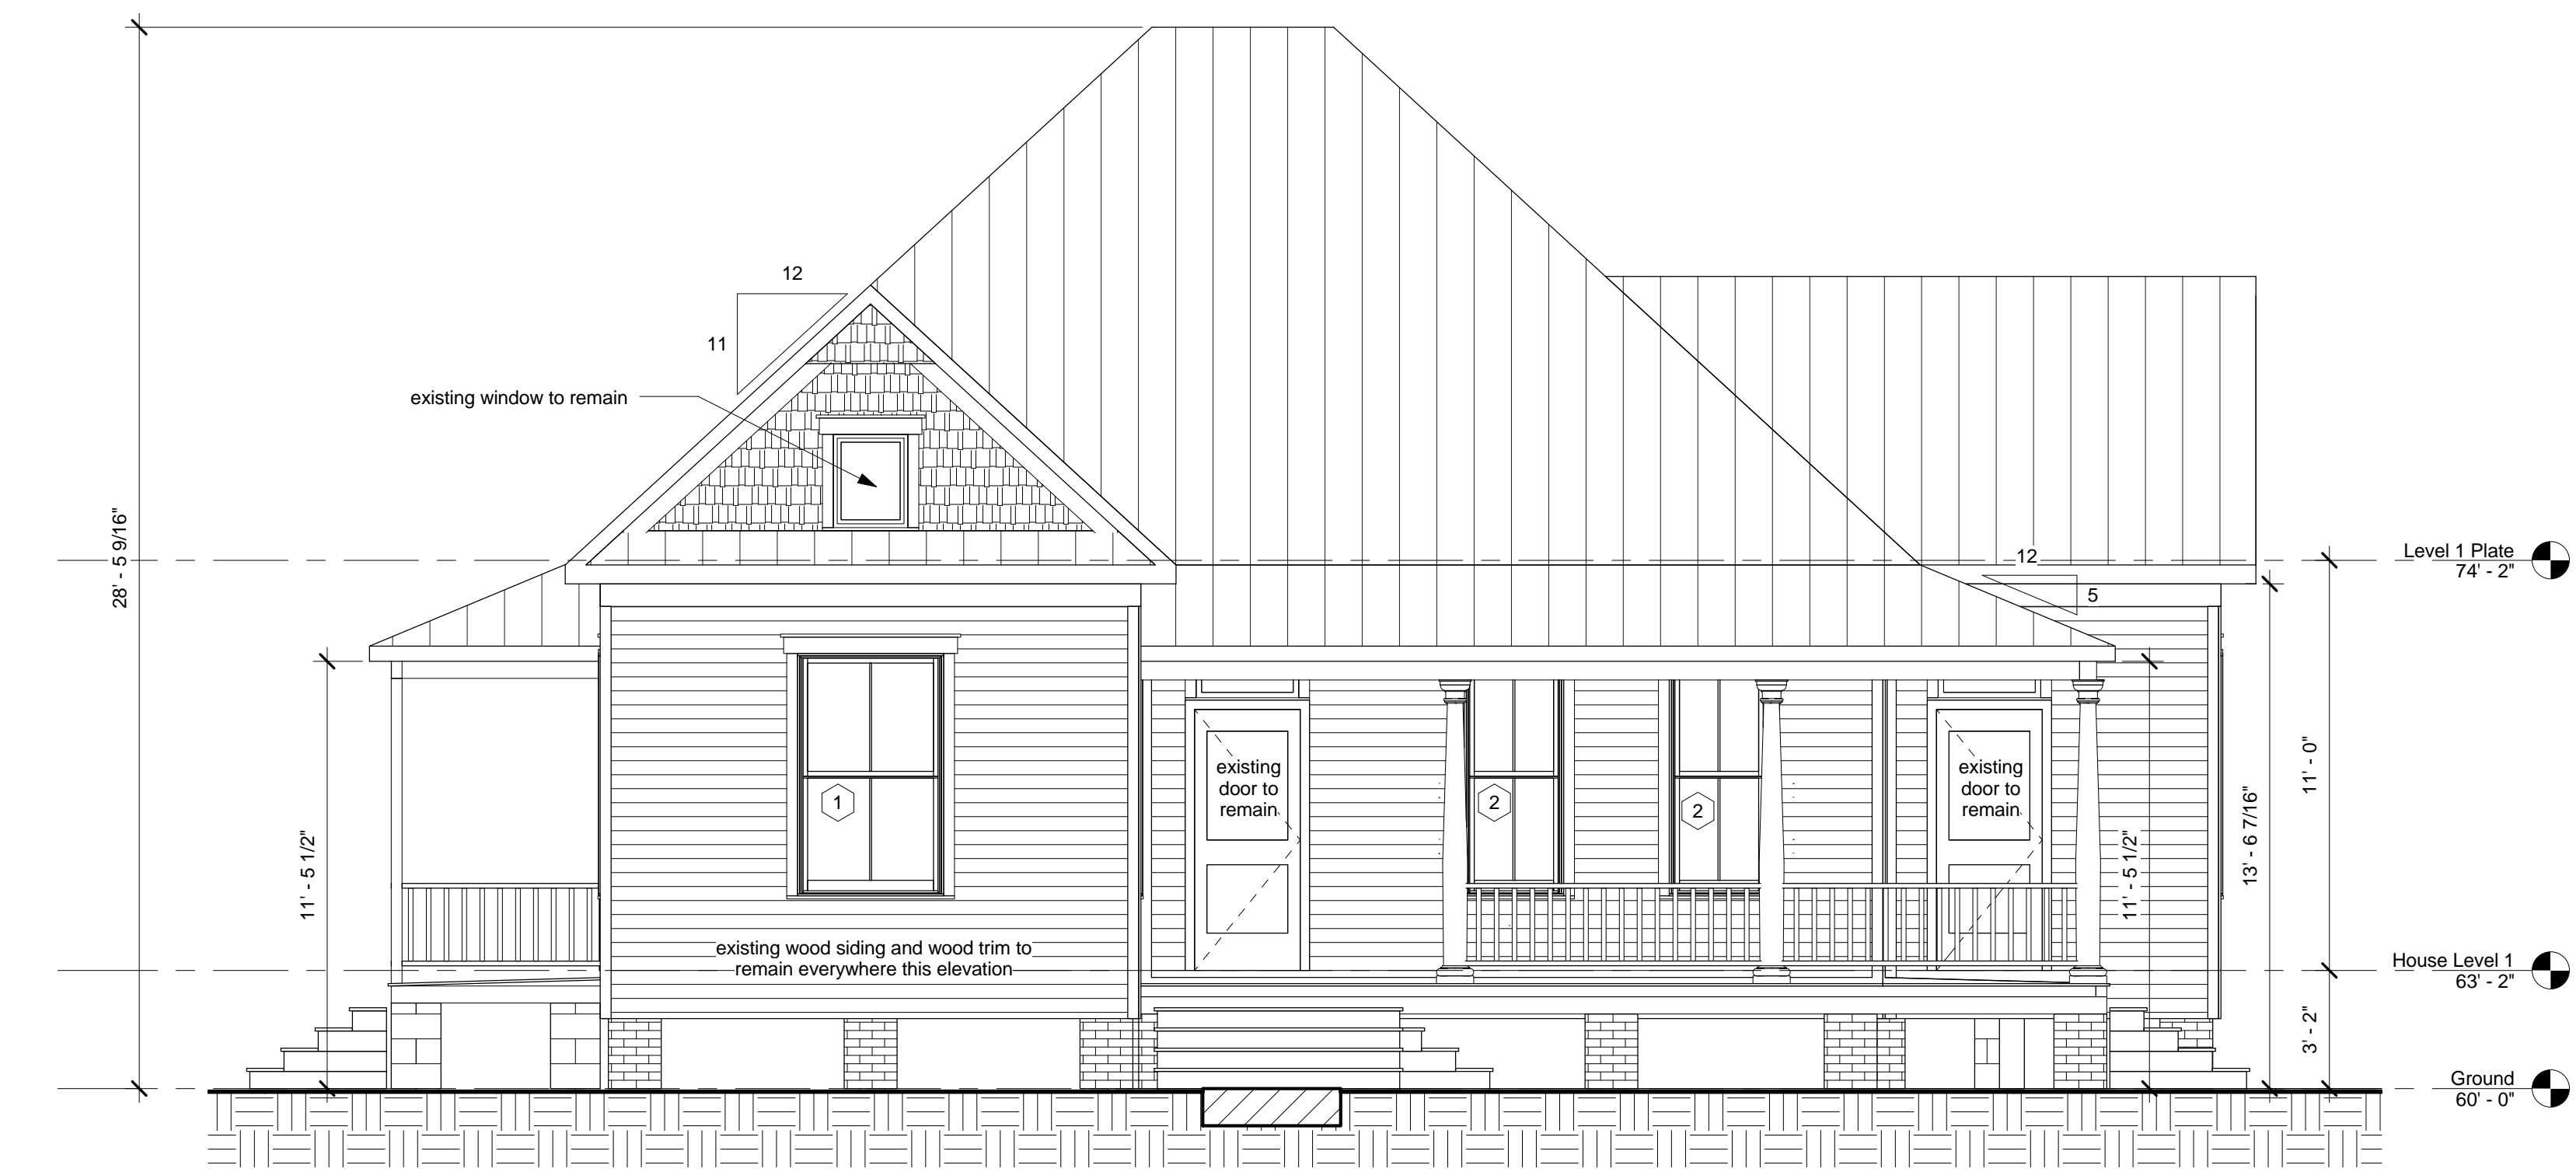 12
11
existing window to remain
28' - 5 9/16"
Level 1 Plate
74' - 2"
12
5
11' - 0"
existing
door to
remain
existing
door to
remain
1
2
2
13' - 6 7/16"
11' - 5 1/2"
11' - 5 1/2"
existing wood siding and wood trim to
remain everywhere this elevation
House Level 1
63' - 2"
3' - 2"
Ground
60' - 0"